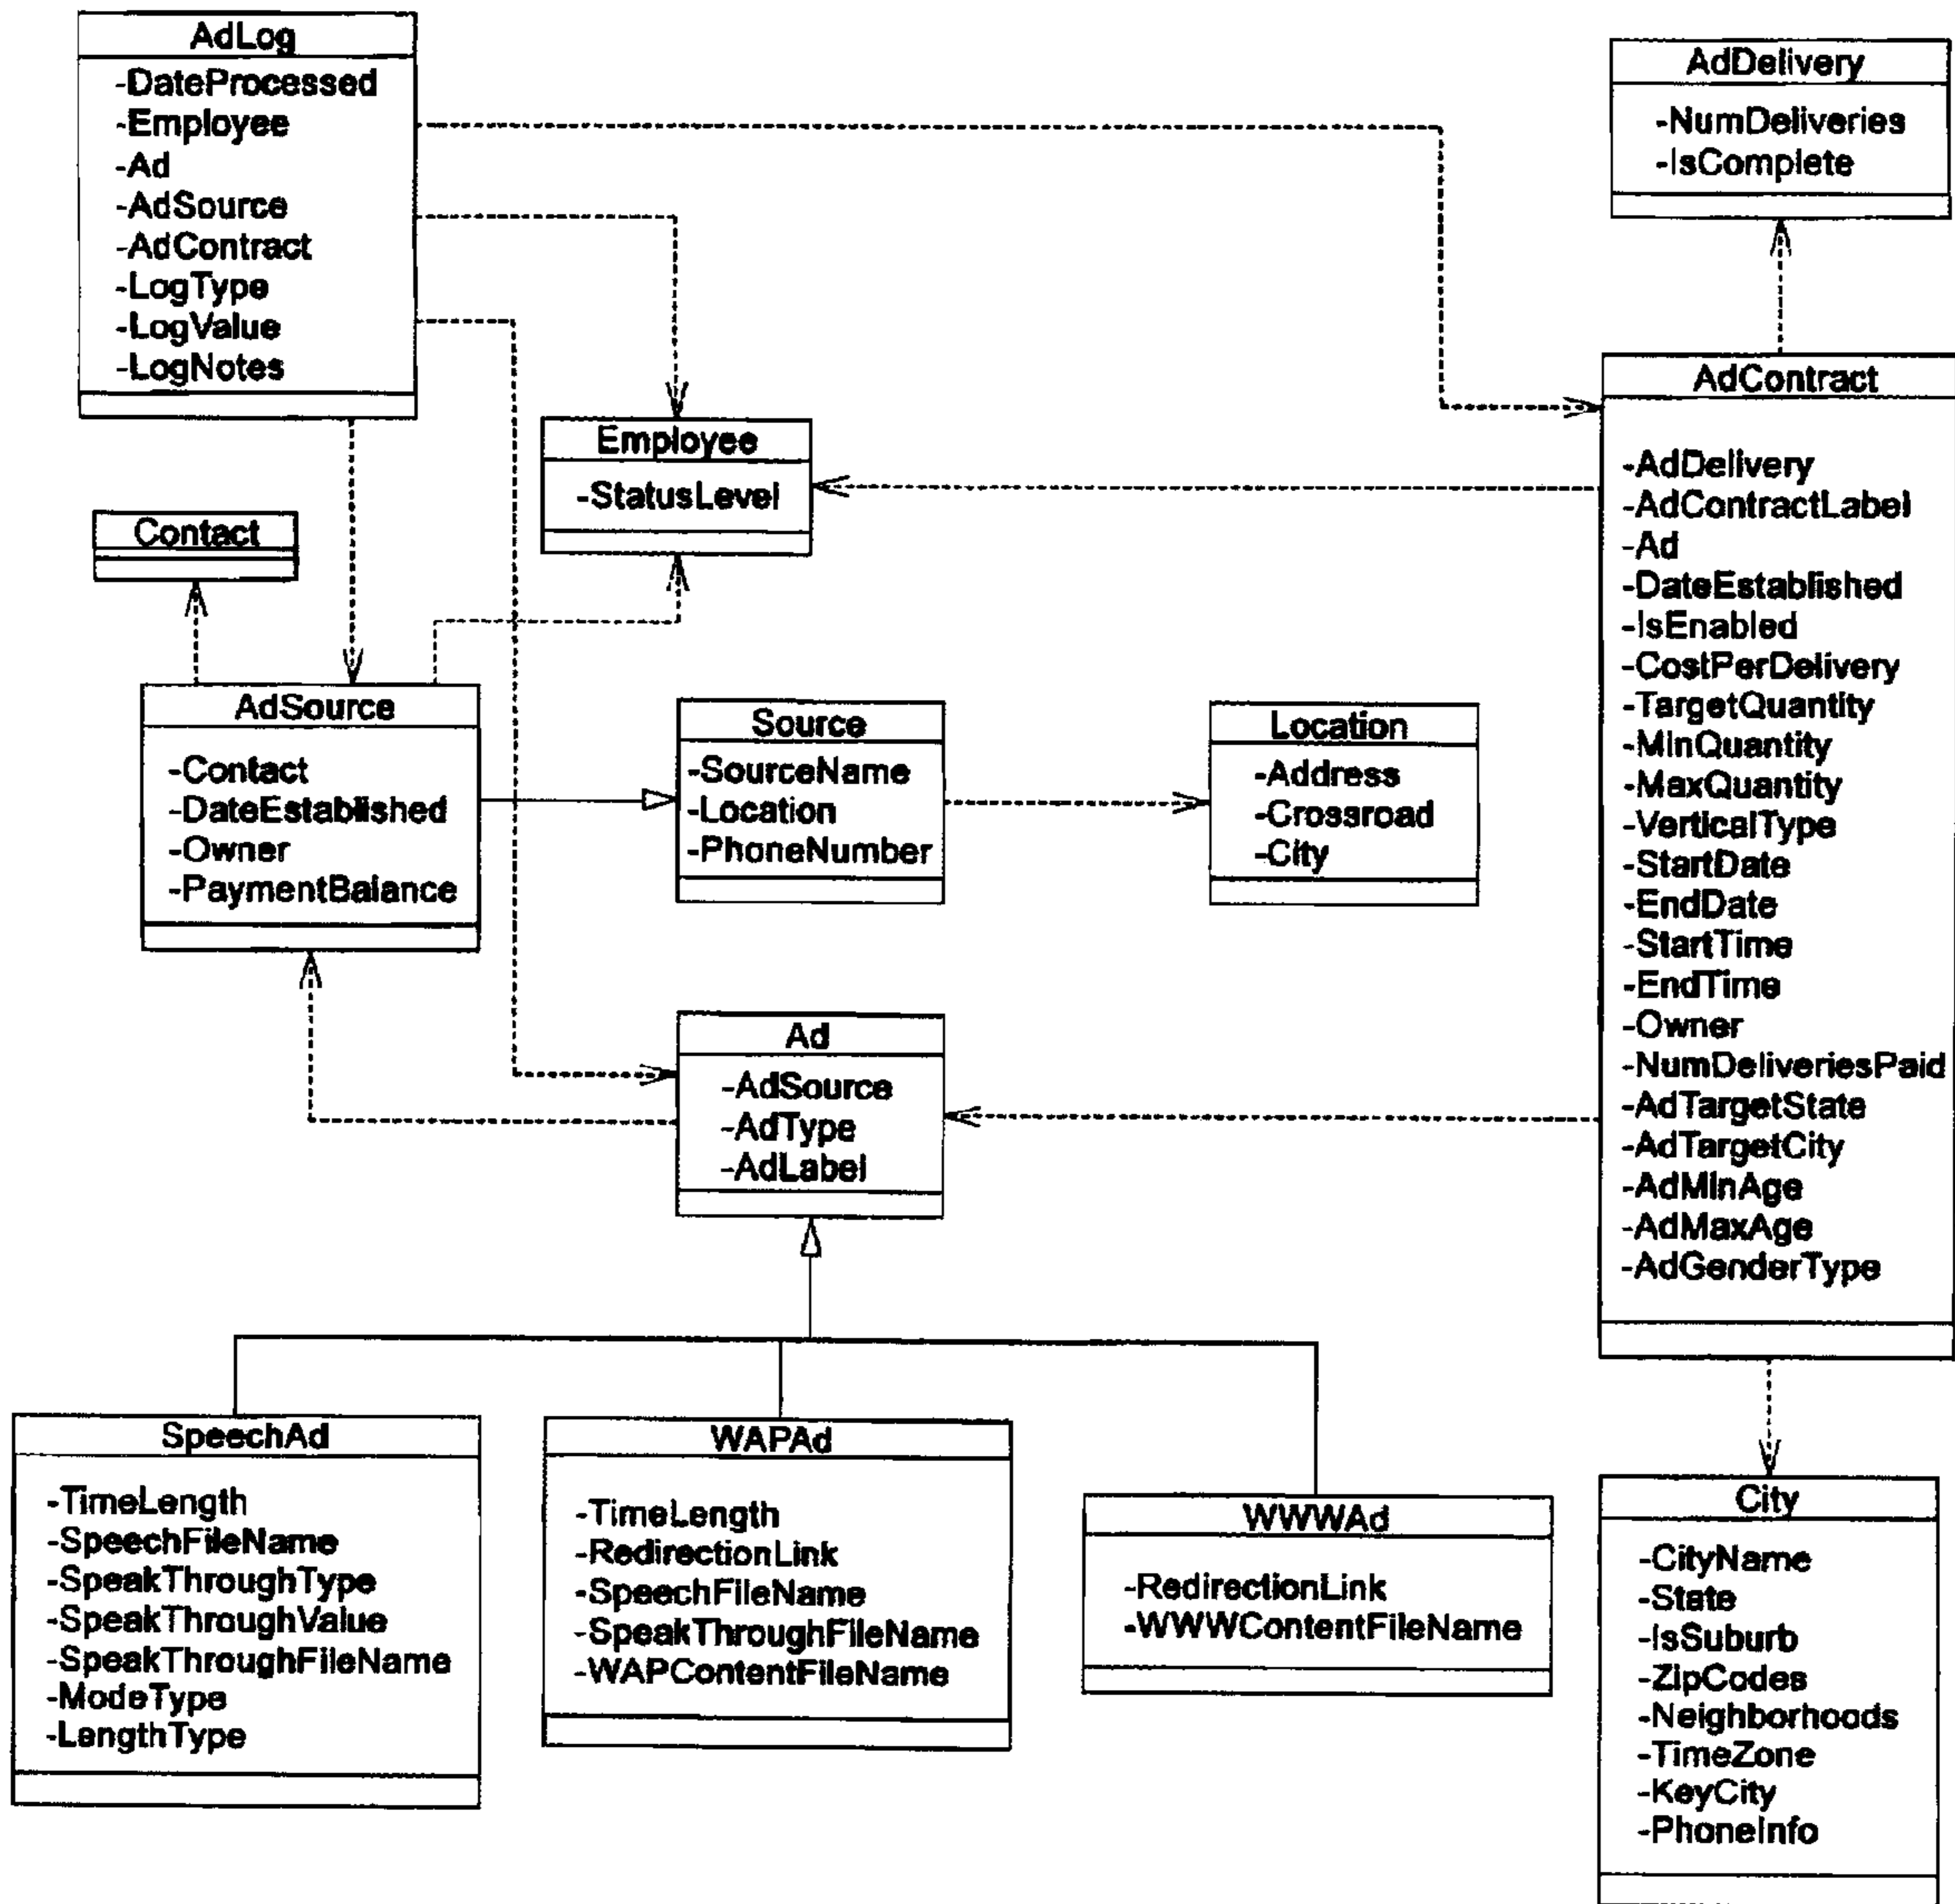 AdLog
-DateProcessed
-Employee
-Ad
-AdSource
-AdContract
-LogType
-LogValue
-LogNotes
AdDelivery
-NumDeliveries
-IsComplete
Employee
-StatusLevel
Contact
AdContract
-AdDelivery
-AdContractLabel
-Ad
-DateEstablished
-IsEnabled
-CostPerDelivery
-TargetQuantity
-MinQuantity
-MaxQuantity
-VerticalType
-StartDate
-EndDate
-StartTime
-EndTime
-Owner
-NumDeliveriesPaid
-AdTargetState
-AdTargetCity
-AdMinAge
-AdMaxAge
-AdGenderType
AdSource
-Contact
-DateEstablished
-Owner
-PaymentBalance
Source
-SourceName
-Location
-PhoneNumber
Location
-Address
-Crossroad
-City
Ad
-AdSource
-AdType
-AdLabel
SpeechAd
-TimeLength
-SpeechFileName
-SpeakThroughType
-SpeakThroughValue
-SpeakThroughFileName
-ModeType
-LengthType
WAPAd
-TimeLength
-RedirectionLink
-SpeechFileName
-SpeakThroughFileName
-WAPContentFileName
WWWAd
-RedirectionLink
-WWWContentFileName
City
-CityName
-State
-IsSuburb
-ZipCodes
-Neighborhoods
-TimeZone
-KeyCity
-PhoneInfo